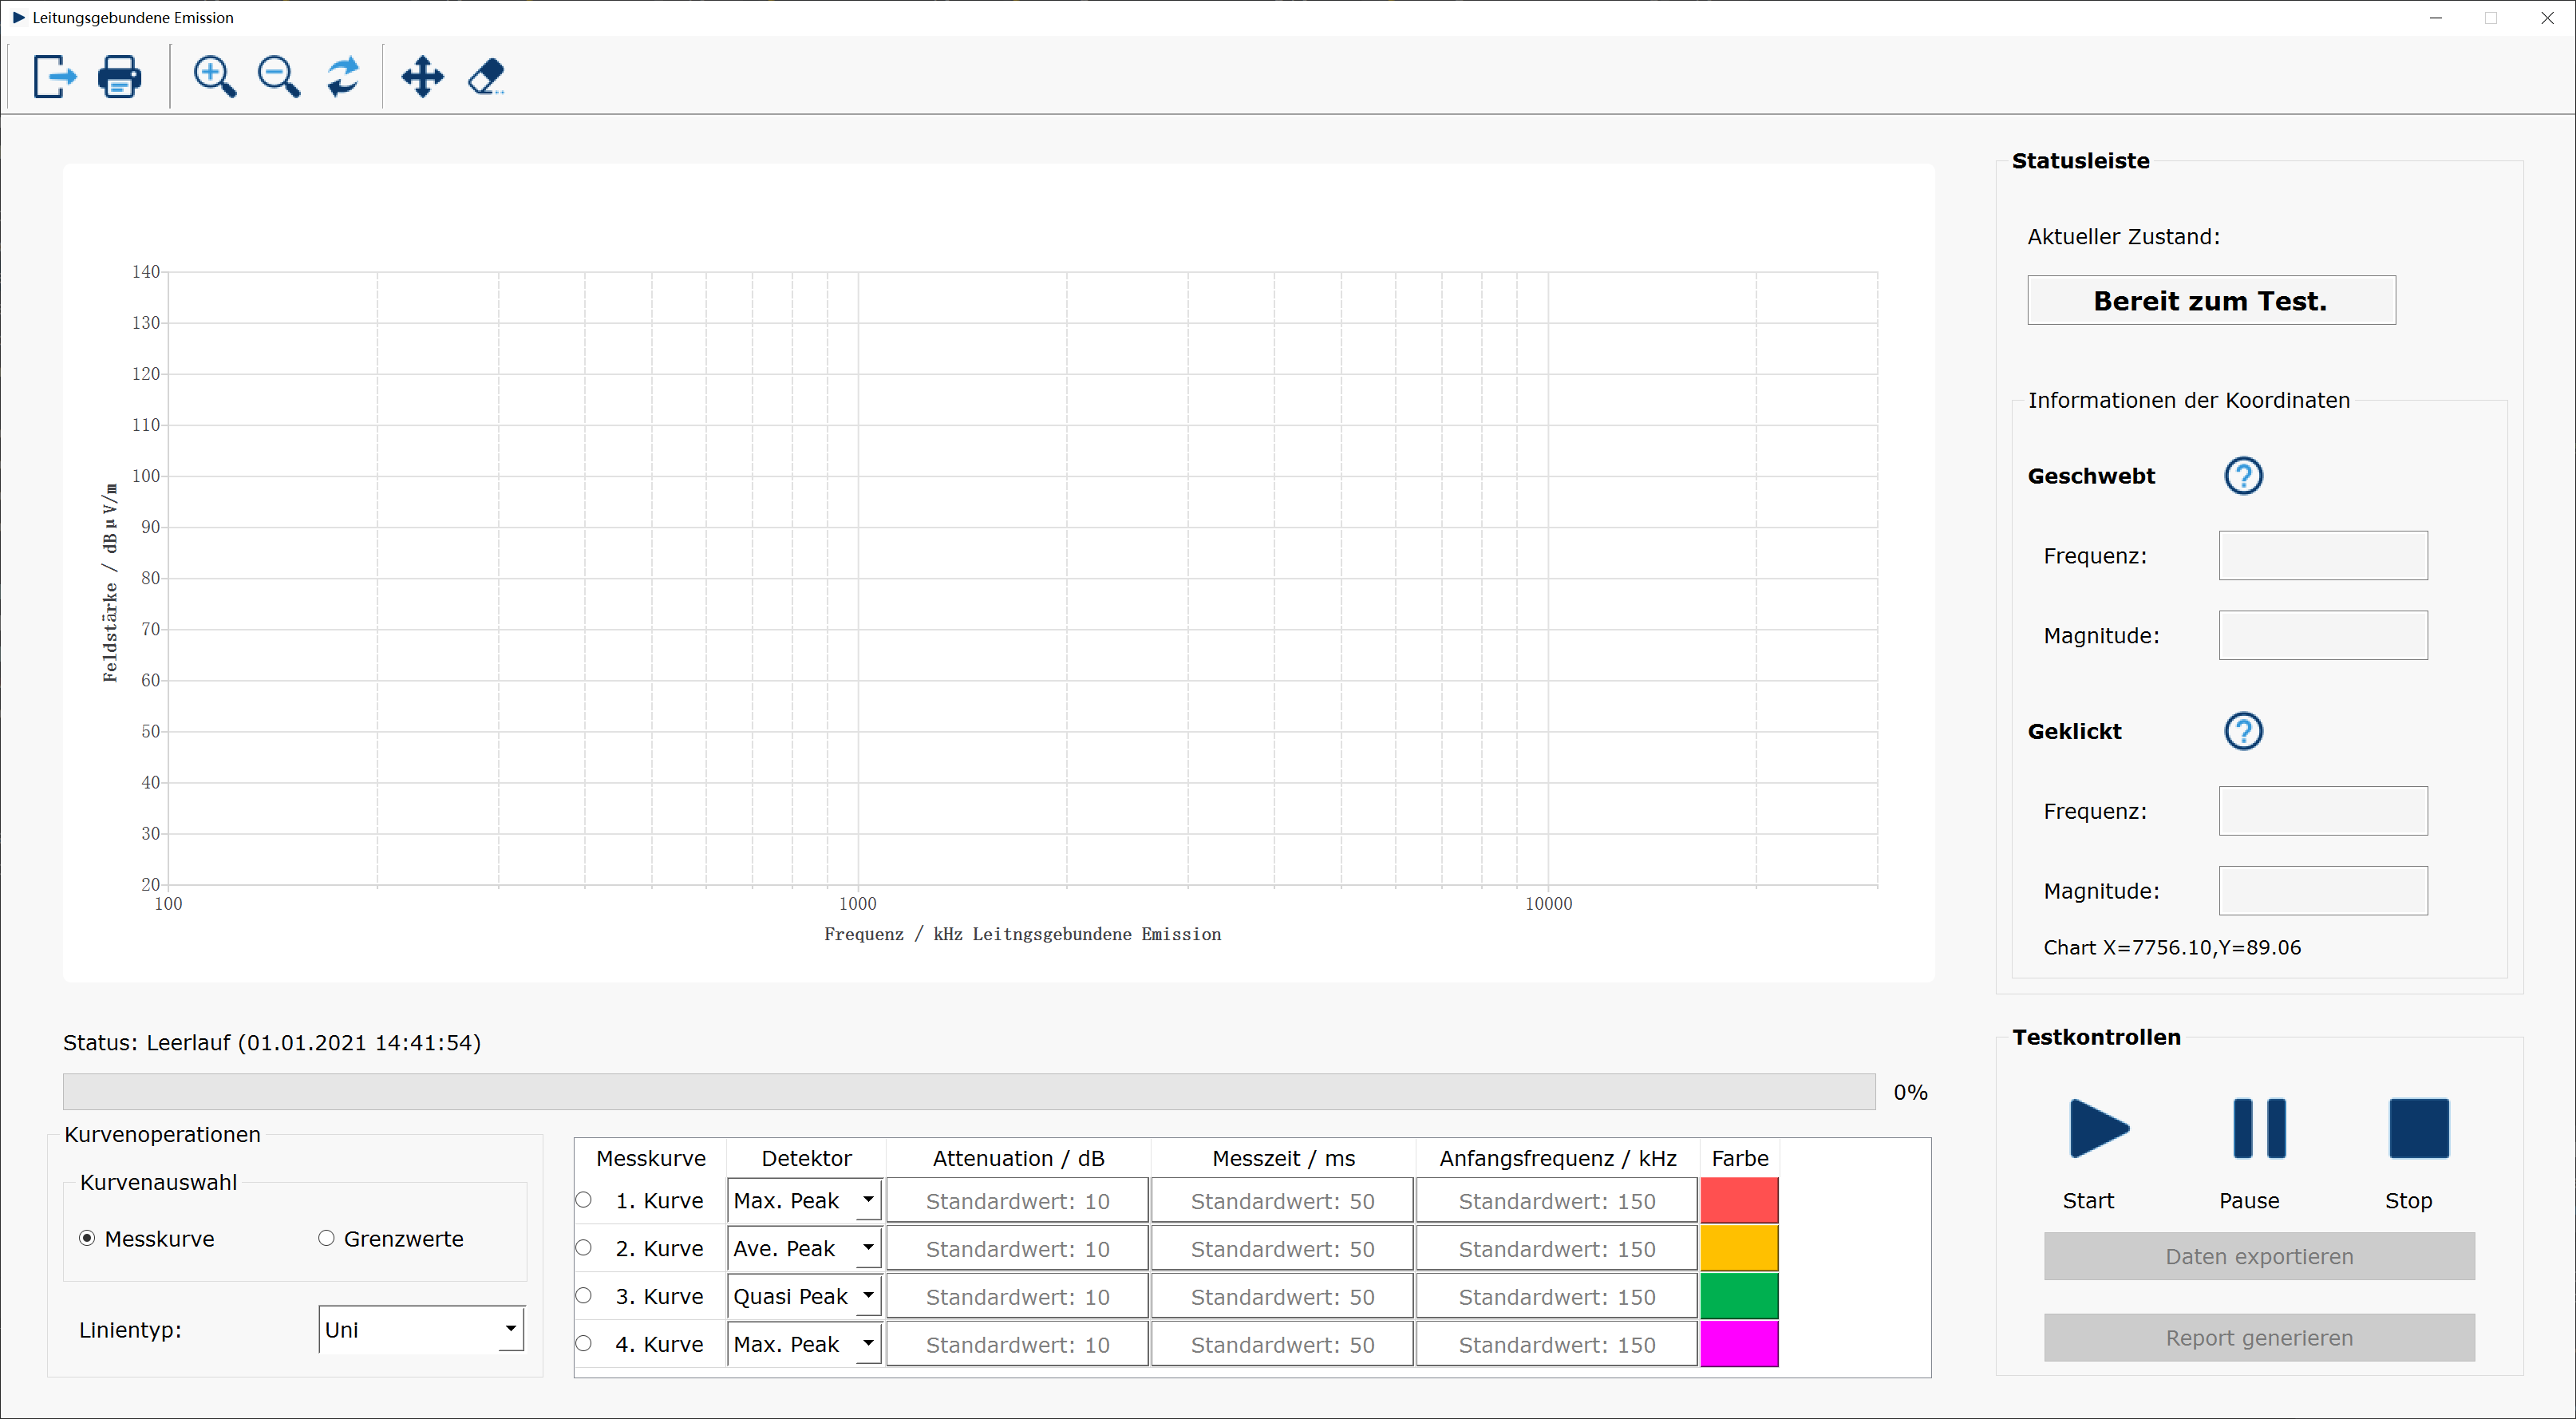 Leitungsgebundene Emission
Statusleiste
Aktueller Zustand:
Bereit zum Test.
Informationen der Koordinaten
Geschwebt
?
Frequenz:
Magnitude:
Geklickt
?
Frequenz:
Magnitude:
Chart X=7756.10,Y=89.06
140
130
120
110
100
90
80
70
60
50
40
30
20
Feldstärke / dBµV/m
100 1000 10000
Frequenz / kHz Leitngsgebundene Emission
Status: Leerlauf (01.01.2021 14:41:54)
0%
Kurvenoperationen
Kurvenauswahl
Messkurve Grenzwerte
Linientyp: Uni
Messkurve Detektor Attenuation / dB Messzeit / ms Anfangsfrequenz / kHz Farbe
1. Kurve Max. Peak Standardwert: 10 Standardwert: 50 Standardwert: 150
2. Kurve Ave. Peak Standardwert: 10 Standardwert: 50 Standardwert: 150
3. Kurve Quasi Peak Standardwert: 10 Standardwert: 50 Standardwert: 150
4. Kurve Max. Peak Standardwert: 10 Standardwert: 50 Standardwert: 150
Testkontrollen
Start Pause Stop
Daten exportieren
Report generieren